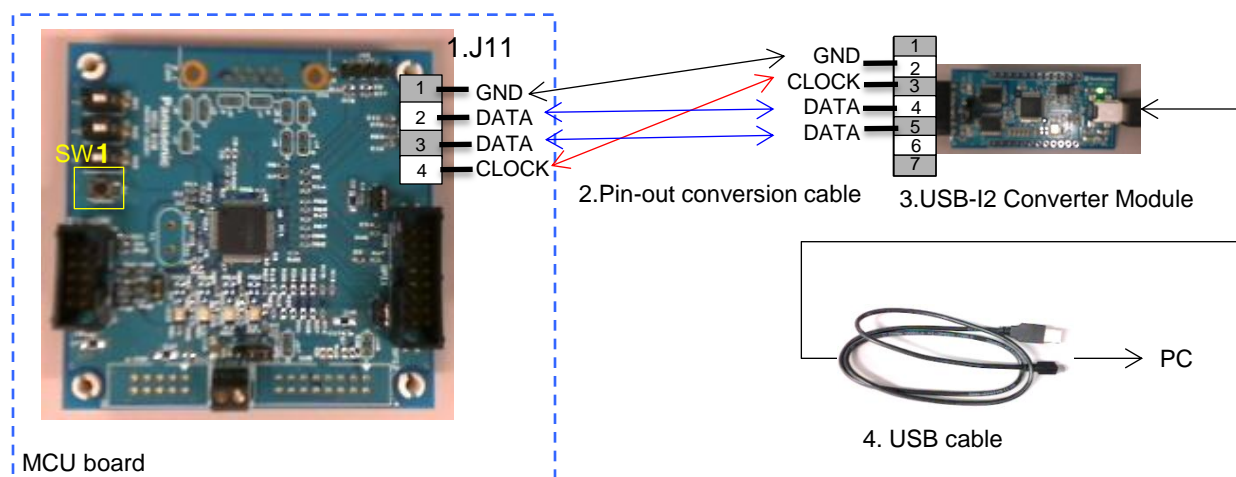 1.J11
1
GND
2
DATA
3
DATA
4
CLOCK
SW1
Panasonic
MCU board
2.Pin-out conversion cable
GND
CLOCK
DATA
DATA
1
2
3
4
5
6
7
3.USB-I2 Converter Module
PC
4. USB cable